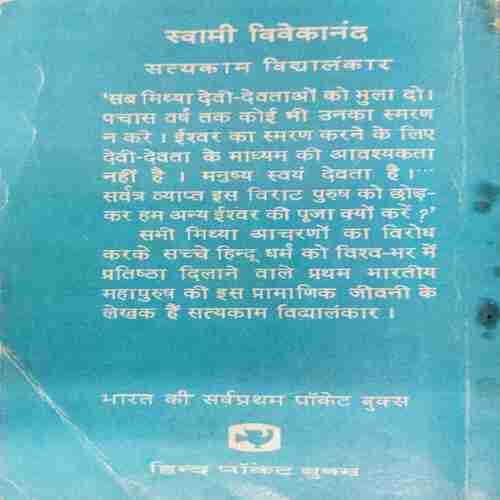 स्वामी विवेकानंद
सत्यकाम विद्यालंकार
'सब मिथ्या देवी-देवताओं को भुला दो।
पचास वर्ष तक कोई भी उनका स्मरण
न करे। ईश्वर का स्मरण करने के लिए
देवी-देवता के माध्यम की आवश्यकता
नहीं है। मनुष्य स्वयं देवता है।...
सर्वत्र व्याप्त इस विराट पुरुष को छोड़-
कर हम अन्य ईश्वर की पूजा क्यों करें?'
सभी मिथ्या आचरणों का विरोध
करके सच्चे हिन्दू धर्म को विश्व-भर में
प्रतिष्ठा दिलाने वाले प्रथम भारतीय
महापुरुष की इस प्रामाणिक जीवनी के
लेखक हैं सत्यकाम विद्यालंकार।
भारत की सर्वप्रथम पॉकेट बुक्स
हिन्द पॉकेट बुक्स